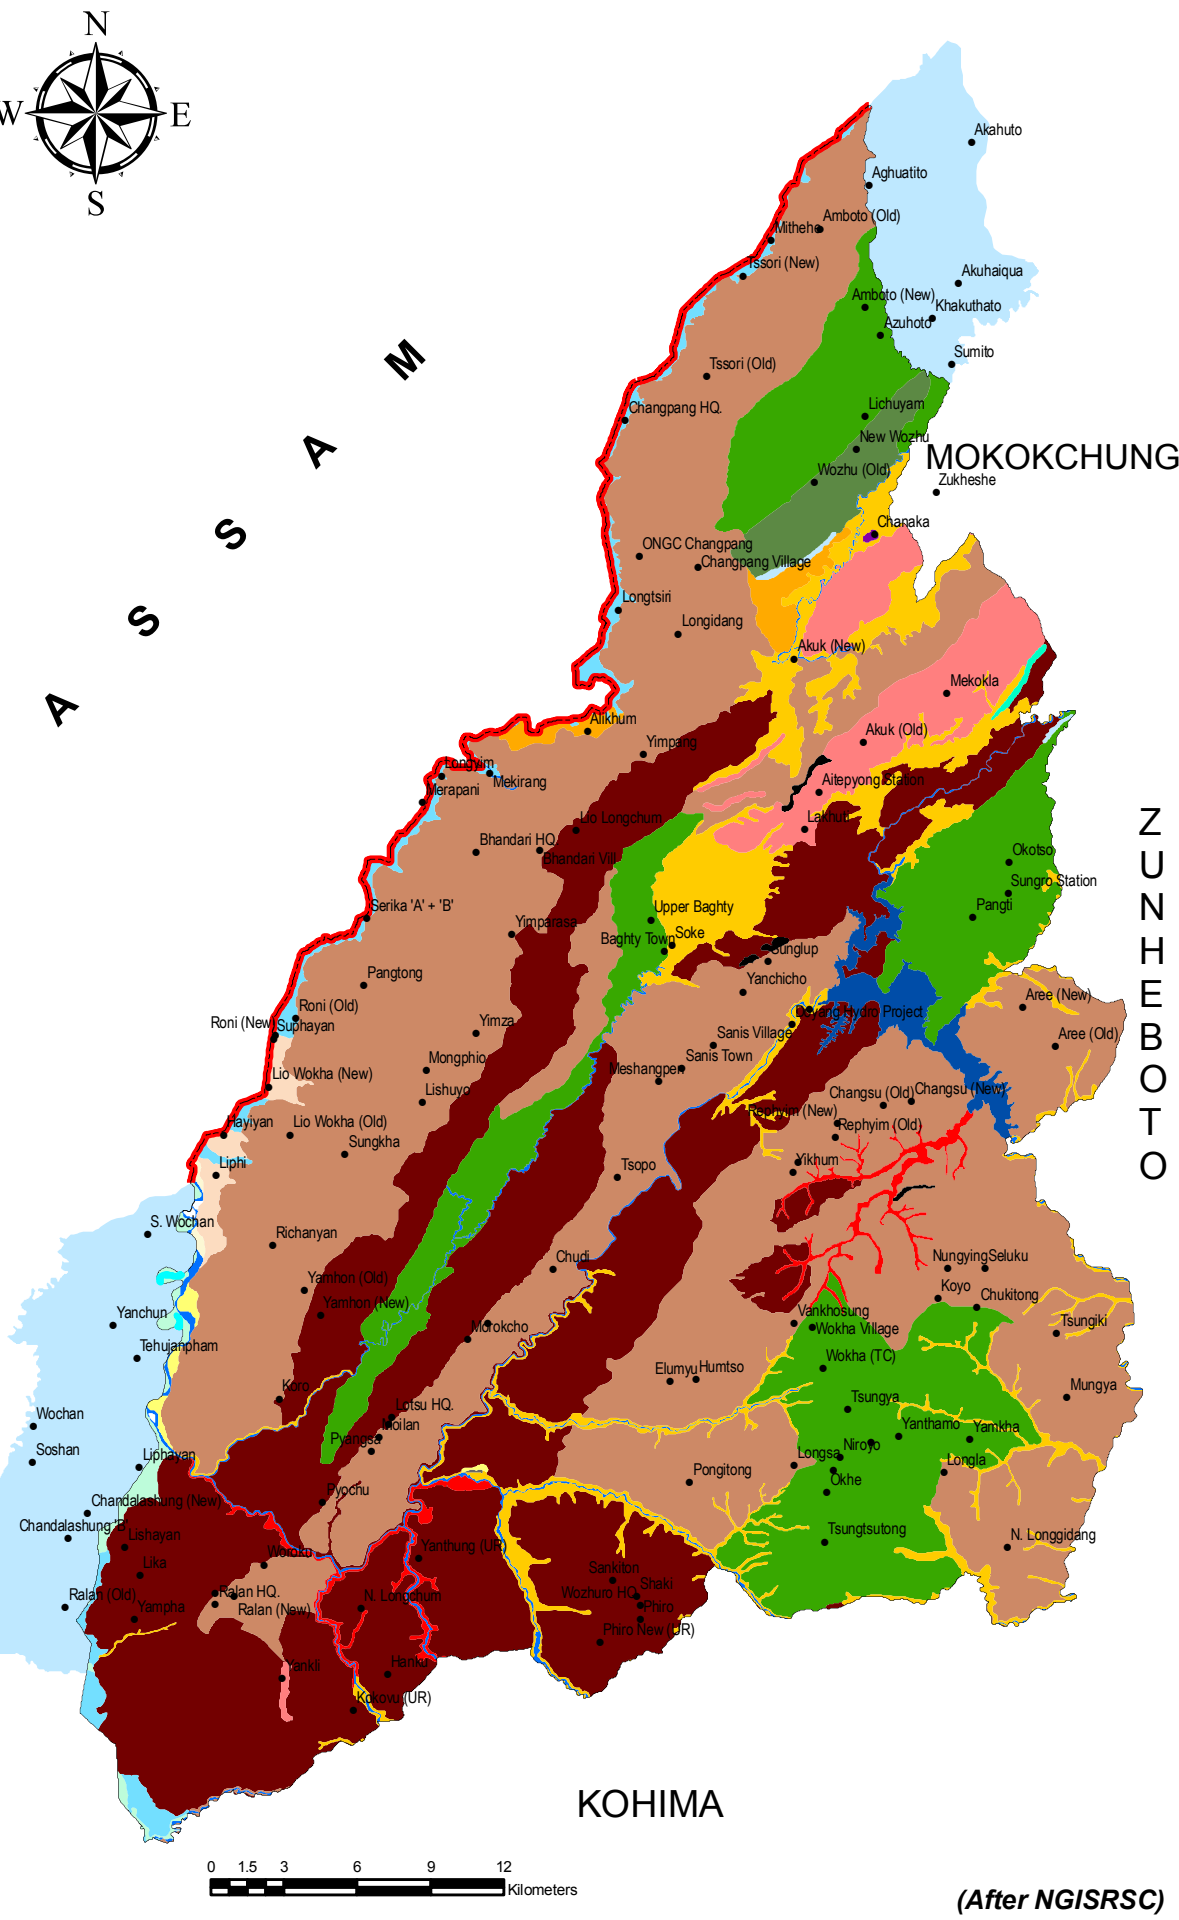 N
W
E
S
Akahuto
Aghuatito
Amboto (Old)
Mithehe
Tssori (New)
Akuhaiqua
Amboto (New)
Khakuthato
Azuhoto
Sumito
A S S A M
Tssori (Old)
Changpang HQ.
Lichuyam
New Wozhu
MOKOKCHUNG
Wozhu (Old)
Zukheshe
Chanaka
ONGC Changpang
Changpang Village
Longtsiri
Longidang
Akuk (New)
Mekokla
Alikhum
Akuk (Old)
Yimpang
Longyim
Mekirang
Merapani
Aitepyong Station
Lio Longchum
Lakhuti
Bhandari HQ.
Bhandari Vill
Okotso
Sungro Station
Serika 'A' + 'B'
Yimparasa
Upper Baghty
Pangti
Baghty Town
Soke
Sunglup
ZUNHEBOTO
Pangtong
Yanchicho
Aree (New)
Roni (Old)
Doyang Hydro Project
Roni (New)
Suphayan
Yimza
Sanis Village
Aree (Old)
Sanis Town
Mongphio
Meshangpen
Lio Wokha (New)
Lishuyo
Changsu (Old)
Changsu (New)
Rephyim (New)
Hayiyan
Lio Wokha (Old)
Rephyim (Old)
Sungkha
Liphi
Tsopo
Yikhum
S. Wochan
Richanyan
Chudi
Nungying
Seluku
Yamhon (Old)
Koyo
Chukitong
Yanchun
Yamhon (New)
Morokcho
Vankhosung
Wokha Village
Tsungiki
Tehujanpham
Wokha (TC)
Elumyu
Humtso
Koro
Tsungya
Mungya
Wochan
Lotsu HQ.
Moilan
Yanthamo
Yamkha
Soshan
Pyangsa
Niroyo
Liphayan
Longsa
Longla
Pongitong
Okhe
Pyochu
Chandalashung (New)
Chandalashung 'B'
Lishayan
Tsungtsutong
N. Longgidang
Yanthung (UR)
Lika
Woroku
Sankiton
Ralan (Old)
Ralan HQ.
Wozhuro HQ
Shaki
Yampha
Ralan (New)
N. Longchum
Phiro
Phiro New (UR)
Yankli
Hanku
Kokovu (UR)
KOHIMA
0 1.5 3 6 9 12
Kilometers
(After NGISRSC)